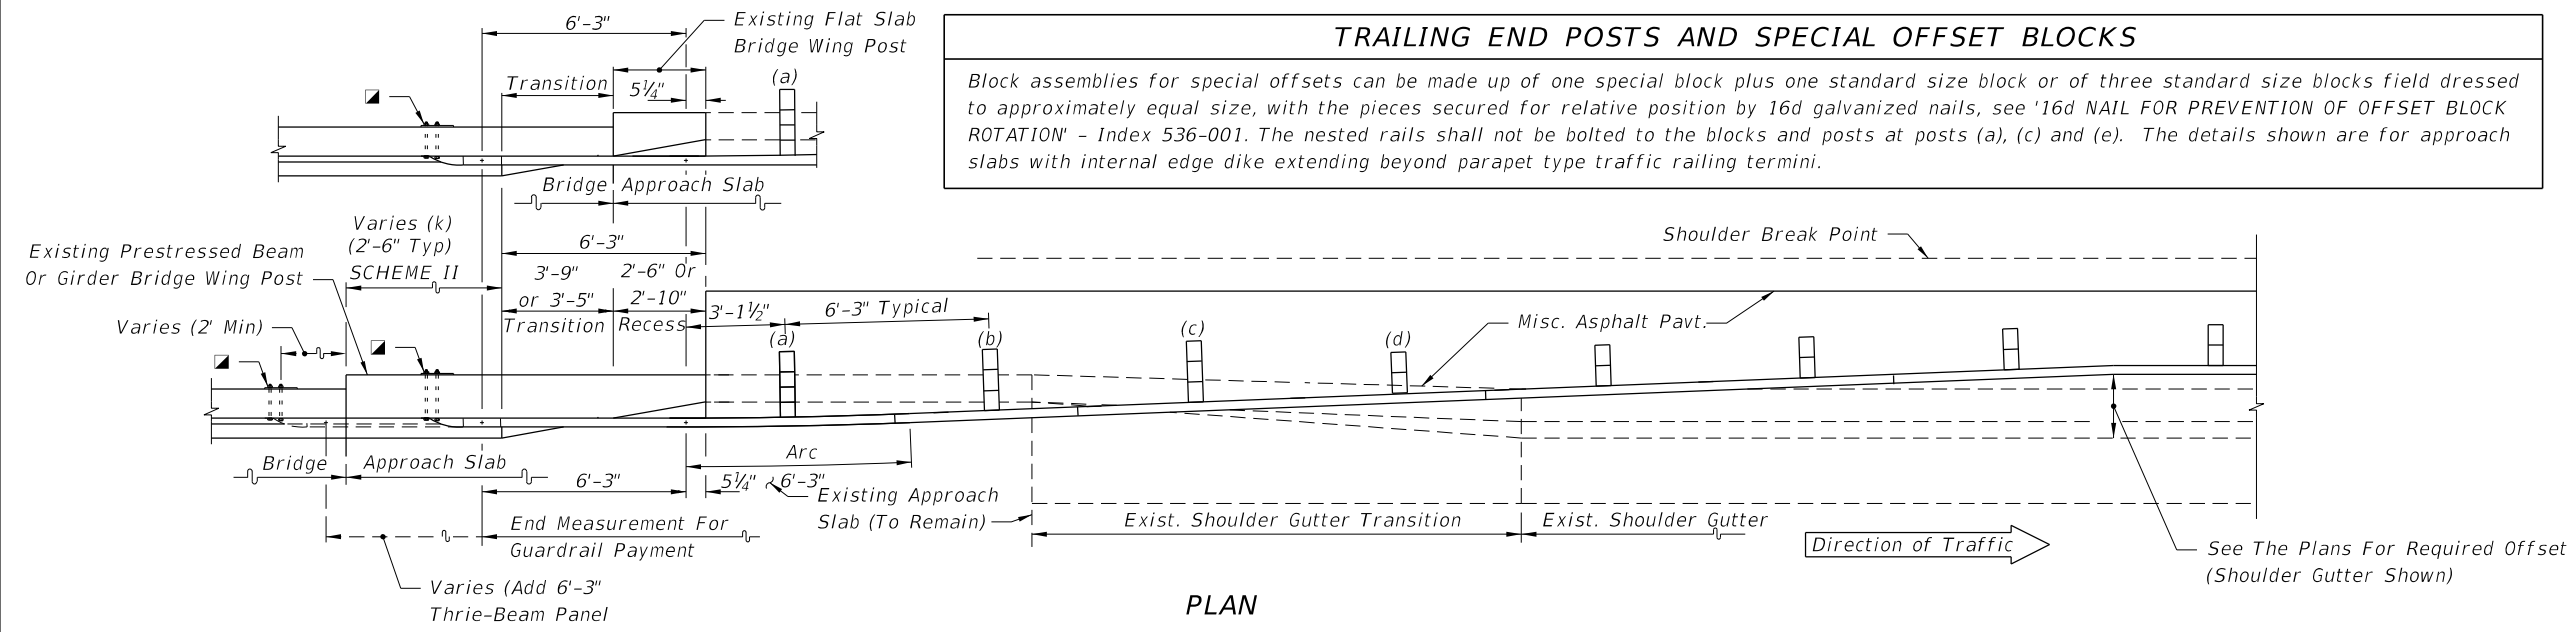 6'-3"
Existing Flat Slab
Bridge Wing Post
Transition
5¼"
(a)
Bridge
Approach Slab
TRAILING END POSTS AND SPECIAL OFFSET BLOCKS
Block assemblies for special offsets can be made up of one special block plus one standard size block or of three standard size blocks field dressed
to approximately equal size, with the pieces secured for relative position by 16d galvanized nails, see '16d NAIL FOR PREVENTION OF OFFSET BLOCK
ROTATION' - Index 536-001. The nested rails shall not be bolted to the blocks and posts at posts (a), (c) and (e).  The details shown are for approach
slabs with internal edge dike extending beyond parapet type traffic railing termini.
Varies (k)
(2'-6" Typ)
SCHEME II
Existing Prestressed Beam
Or Girder Bridge Wing Post
Varies (2' Min)
6'-3"
3'-9"
or 3'-5"
Transition
2'-6" Or
2'-10"
Recess
3'-1½"
6'-3" Typical
(a)
(b)
(c)
(d)
Shoulder Break Point
Misc. Asphalt Pavt.
Bridge
Approach Slab
6'-3"
5¼"
Arc
6'-3"
Existing Approach
Slab (To Remain)
End Measurement For
Guardrail Payment
Varies (Add 6'-3"
Thrie-Beam Panel
Exist. Shoulder Gutter Transition
Exist. Shoulder Gutter
Direction of Traffic
See The Plans For Required Offset
(Shoulder Gutter Shown)
PLAN